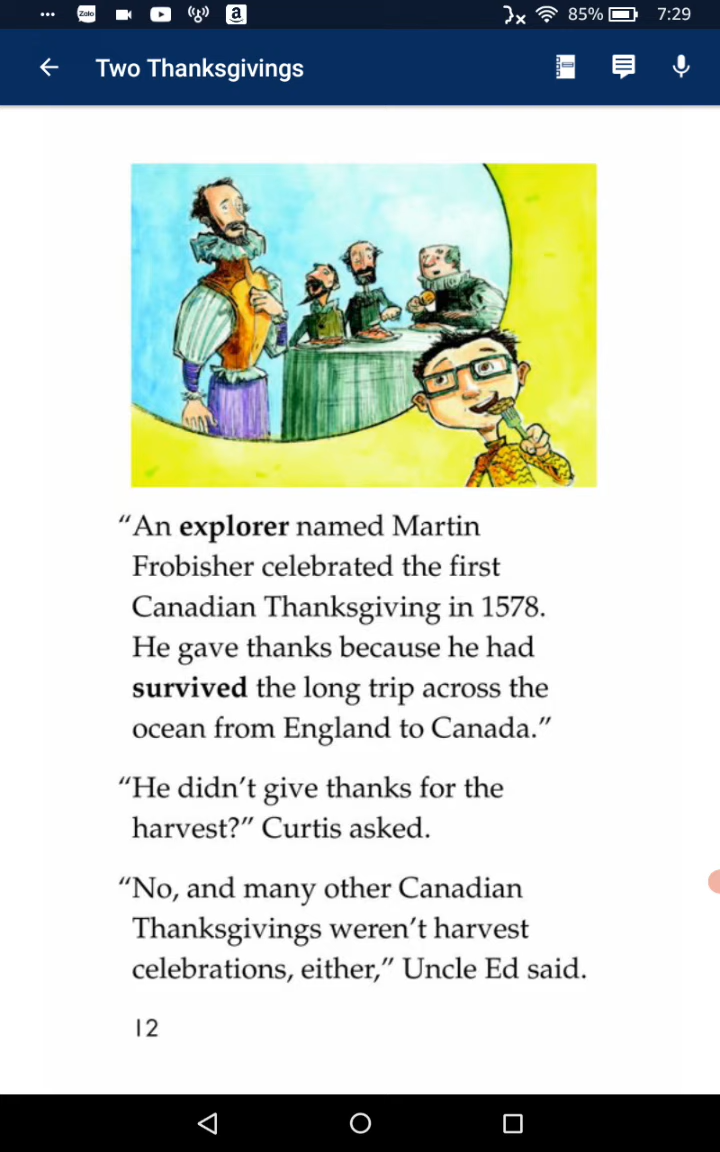 ... Zalo a 85% 7:29
Two Thanksgivings
“An explorer named Martin
Frobisher celebrated the first
Canadian Thanksgiving in 1578.
He gave thanks because he had
survived the long trip across the
ocean from England to Canada.”
“He didn’t give thanks for the
harvest?” Curtis asked.
“No, and many other Canadian
Thanksgivings weren’t harvest
celebrations, either,” Uncle Ed said.
12